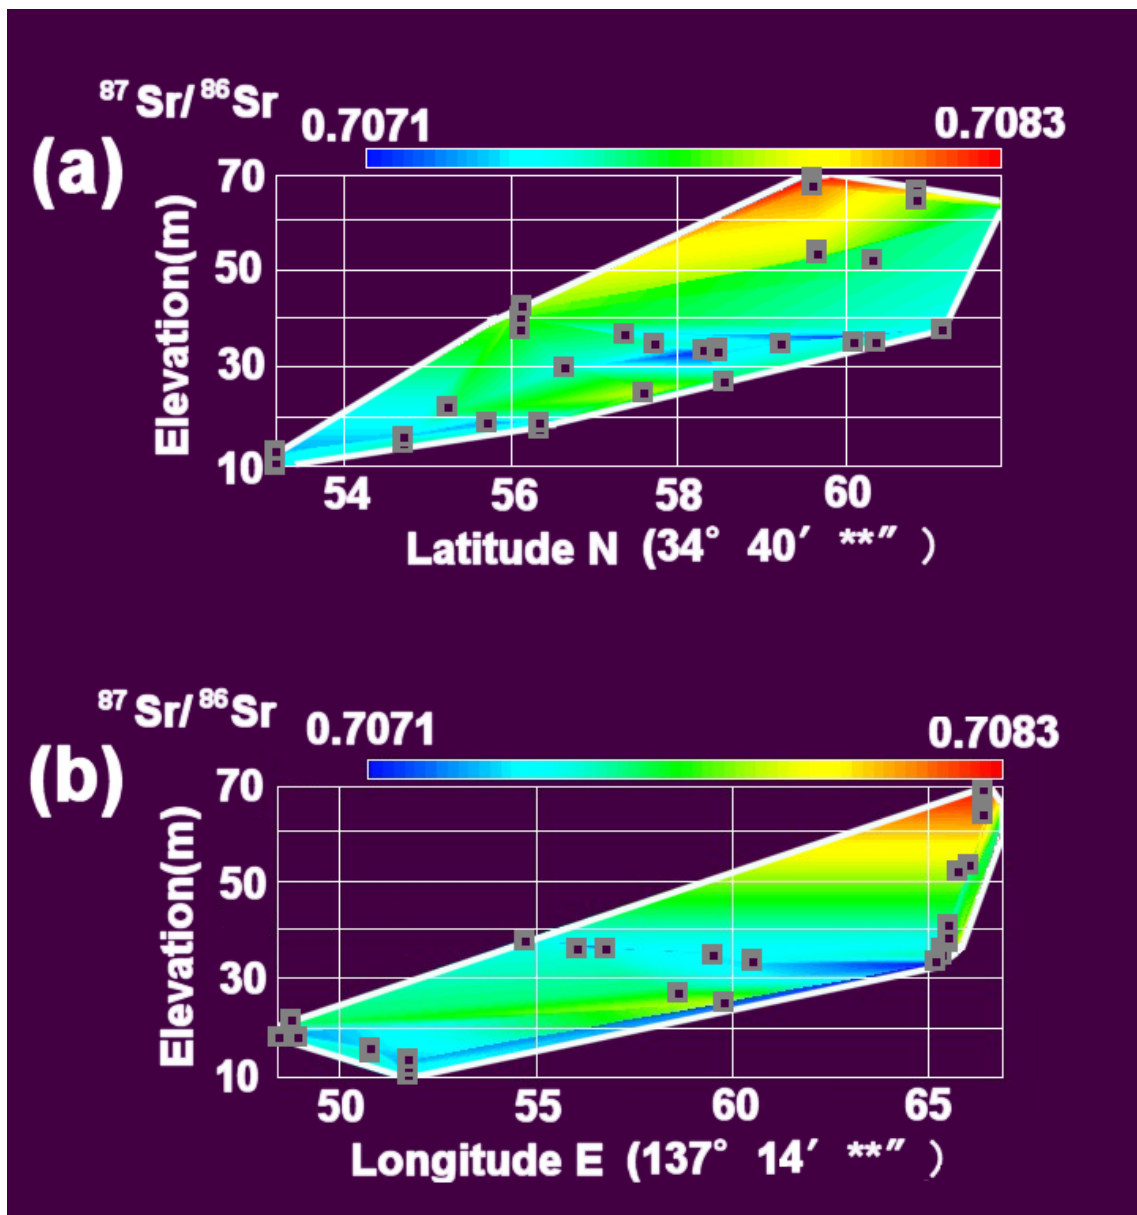 ⁸⁷Sr/⁸⁶Sr
0.7071 0.7083
(a)
70
50
30
10
Elevation(m)
54 56 58 60
Latitude N (34° 40′ **″ )
⁸⁷Sr/⁸⁶Sr
0.7071 0.7083
(b)
70
50
30
10
Elevation(m)
50 55 60 65
Longitude E (137° 14′ **″ )